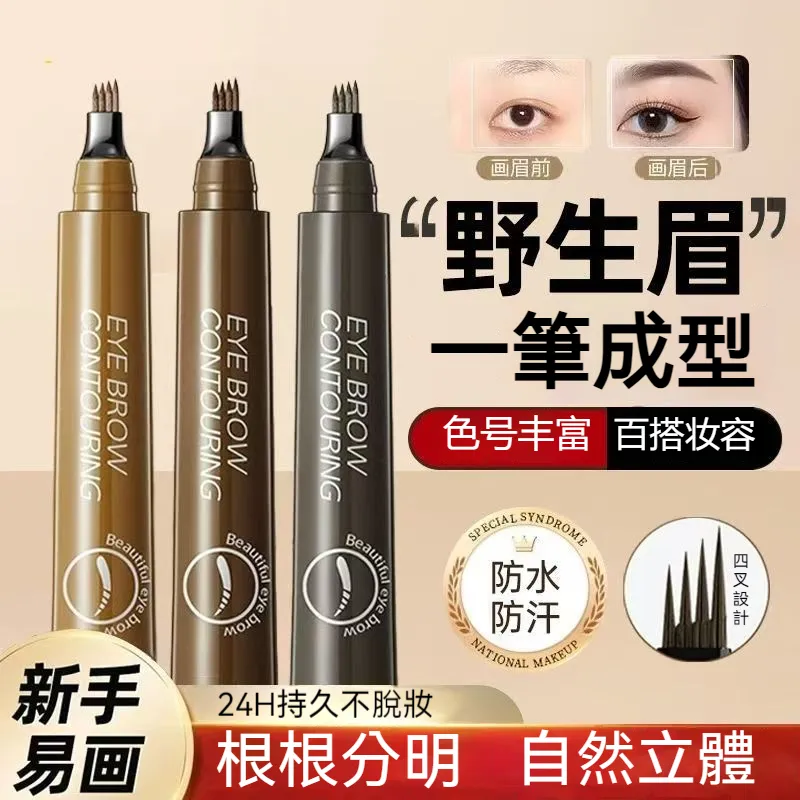 画眉前
画眉后
“野生眉”
一筆成型
色号丰富
百搭妆容
EYE BROW
CONTOURING
Beautiful eye brow
EYE BROW
CONTOURING
Beautiful eye brow
EYE BROW
CONTOURING
Beautiful eye brow
SPECIAL SYNDROME
防水
防汗
NATIONAL MAKEUP
四叉設計
新手
易画
24H持久不脫妝
根根分明 自然立體